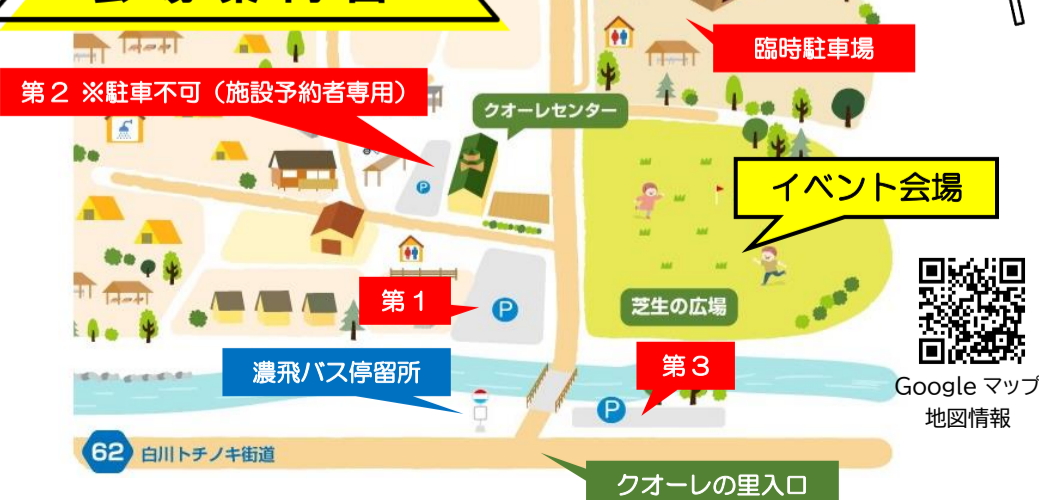 臨時駐車場
第２ ※駐車不可（施設予約者専用）
クオーレセンター
P
イベント会場
第１
P
芝生の広場
濃飛バス停留所
第３
P
Google マップ
地図情報
62 白川トチノキ街道
クオーレの里入口